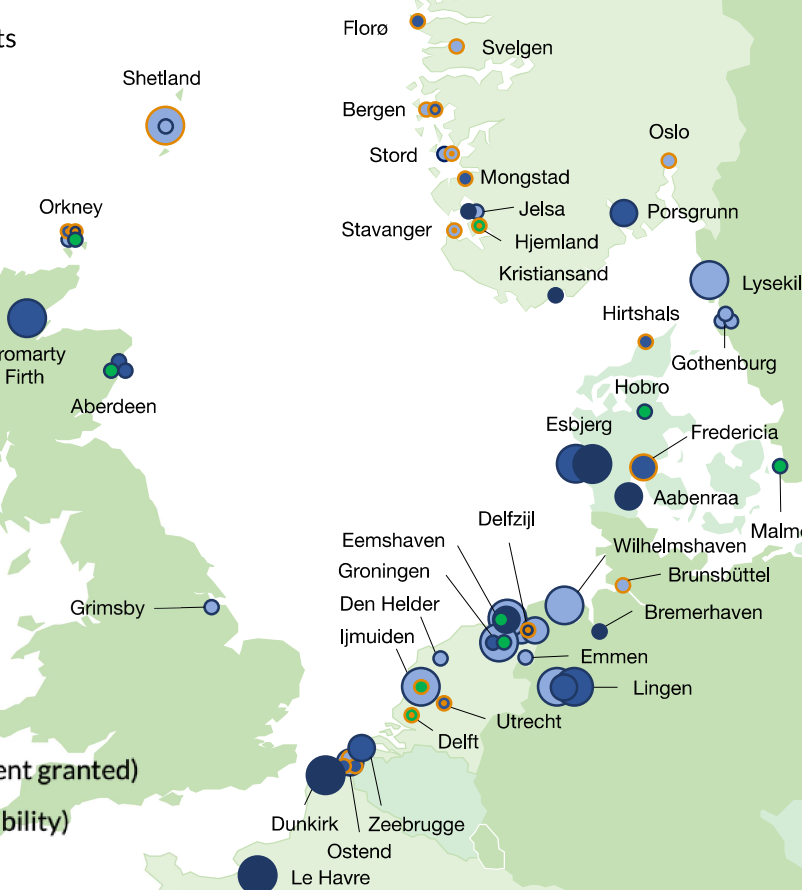 ts
Florø
Svelgen
Shetland
Bergen
Oslo
Stord
Mongstad
Orkney
Jelsa
Porsgrunn
Stavanger
Hjemland
Kristiansand
Lysekil
Hirtshals
romarty
Firth
Gothenburg
Hobro
Aberdeen
Esbjerg
Fredericia
Aabenraa
Delfzijl
Malmö
Eemshaven
Wilhelmshaven
Groningen
Brunsbüttel
Den Helder
Grimsby
Bremerhaven
Ijmuiden
Emmen
Lingen
Utrecht
Delft
ent granted)
bility)
Dunkirk
Zeebrugge
Ostend
Le Havre